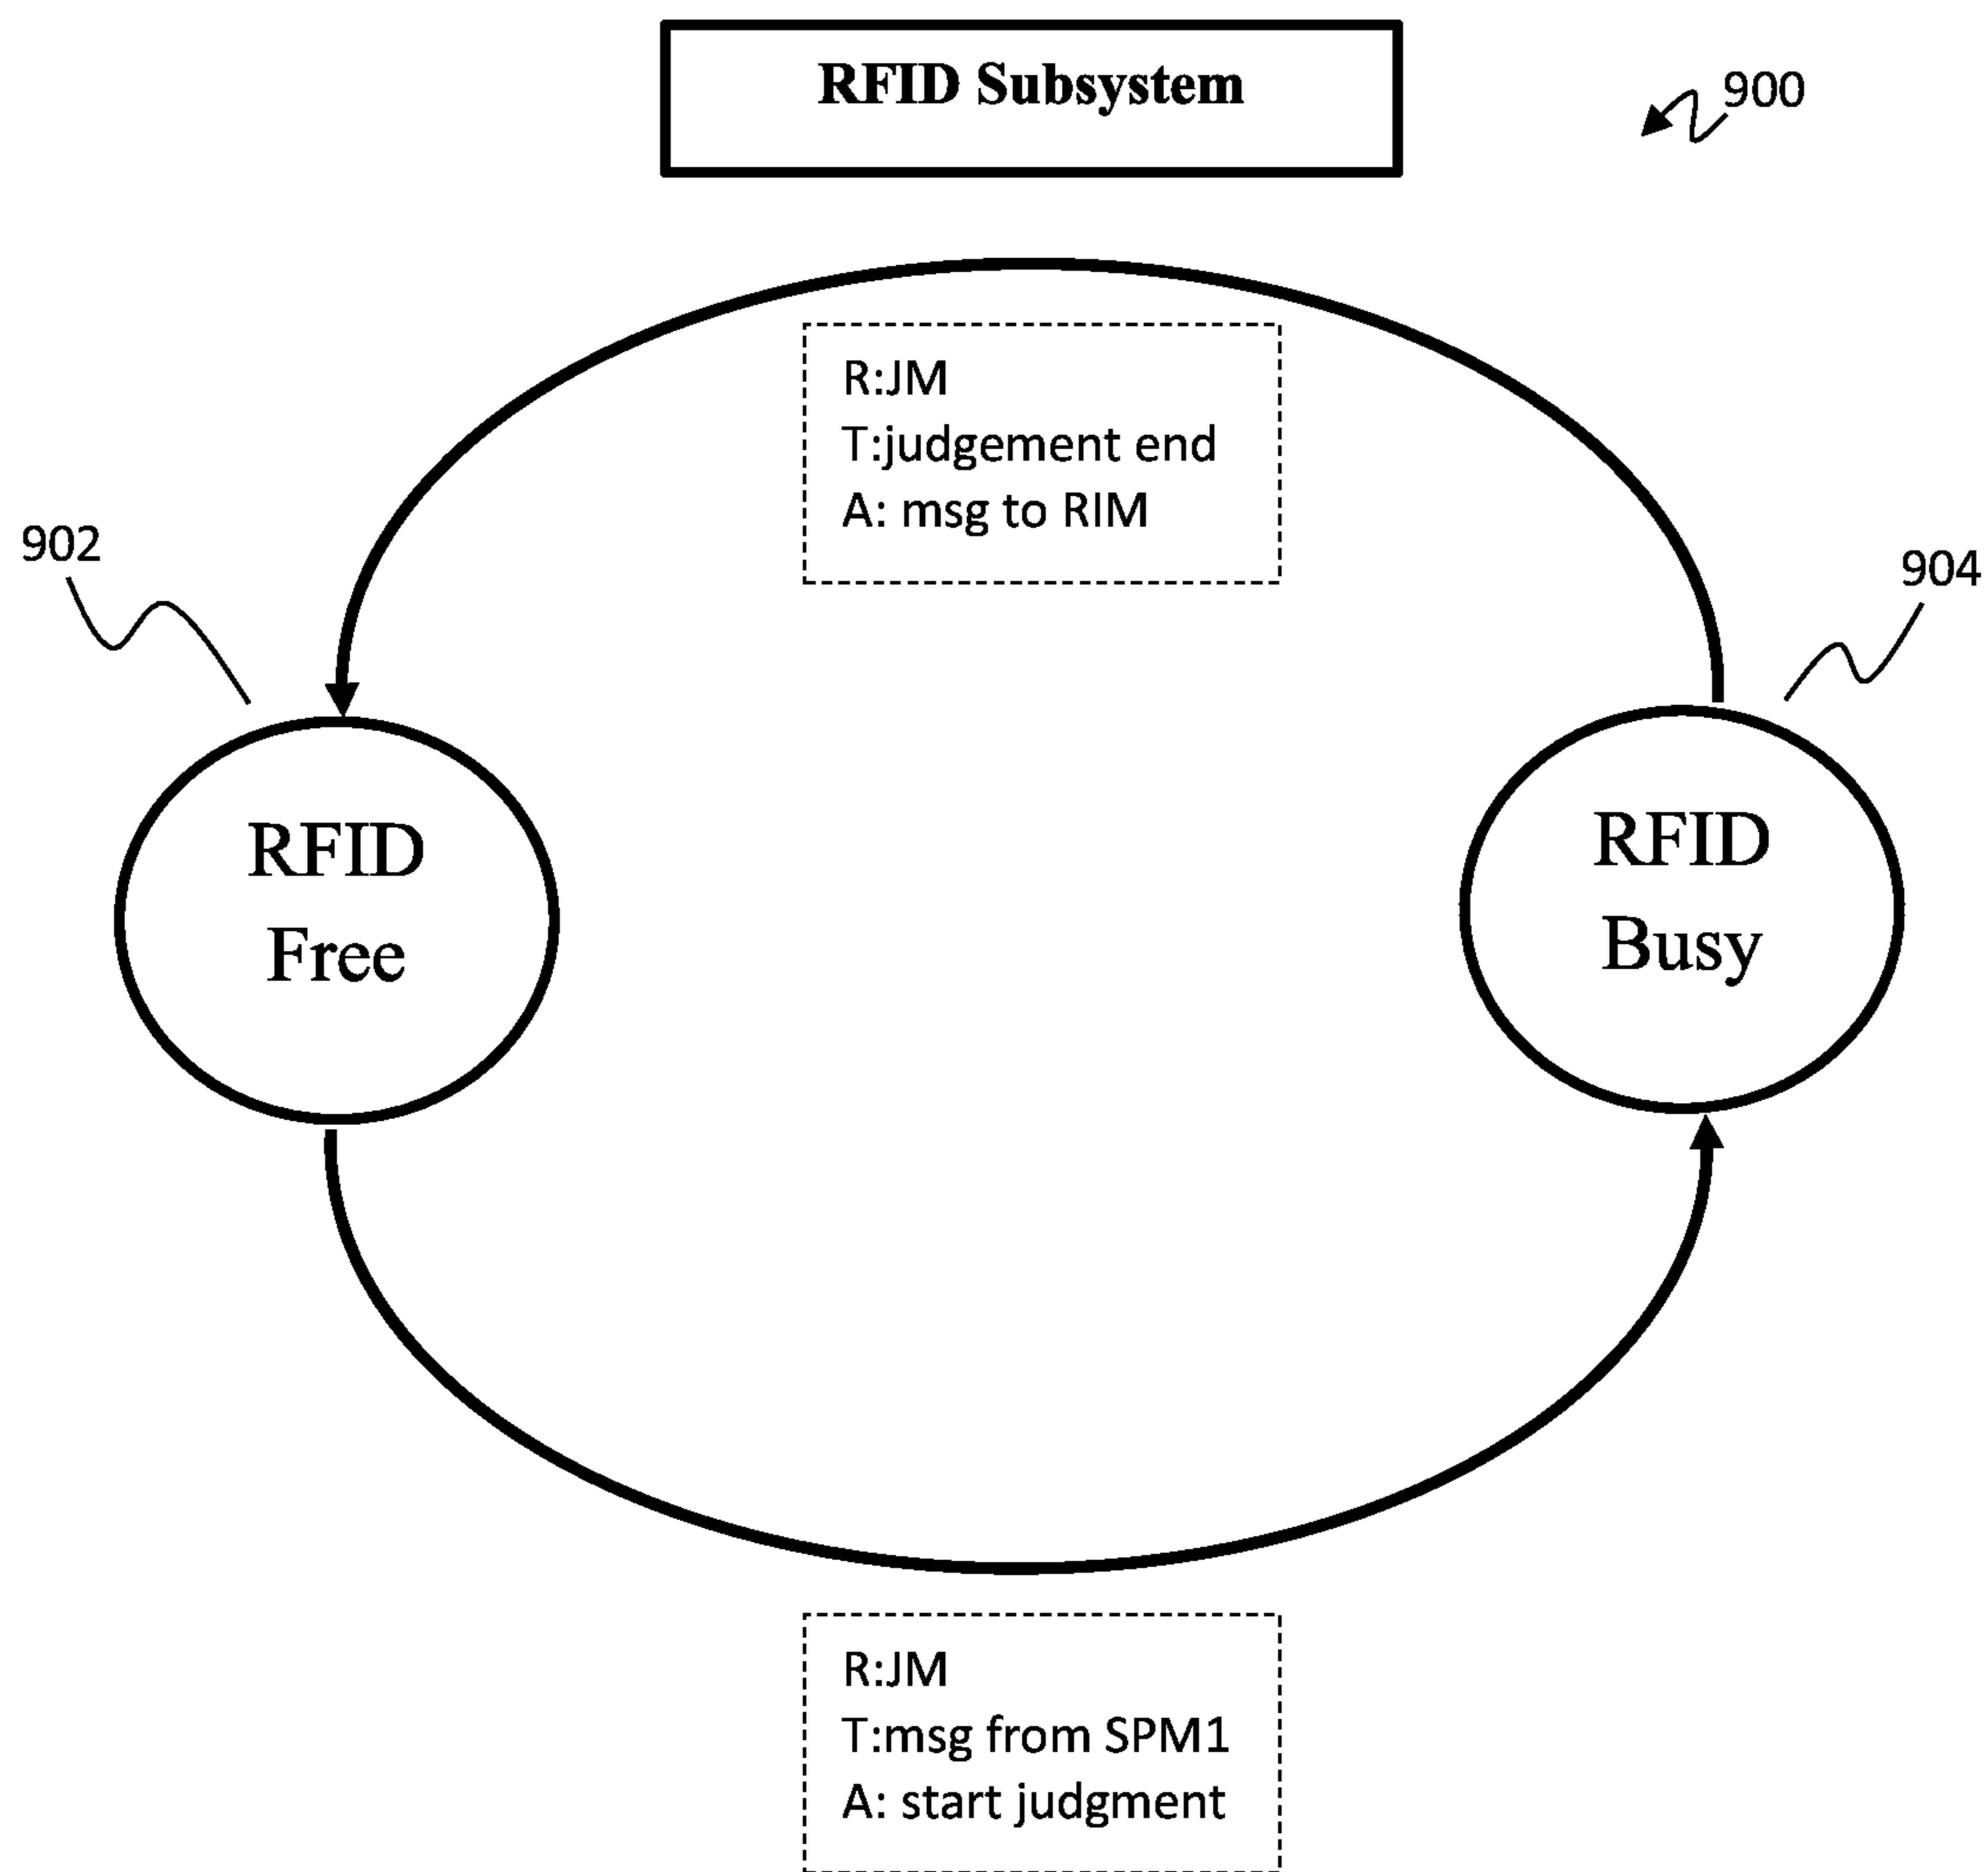 RFID Subsystem
900
R:JM
T:judgement end
A: msg to RIM
902
904
RFID
Free
RFID
Busy
R:JM
T:msg from SPM1
A: start judgment